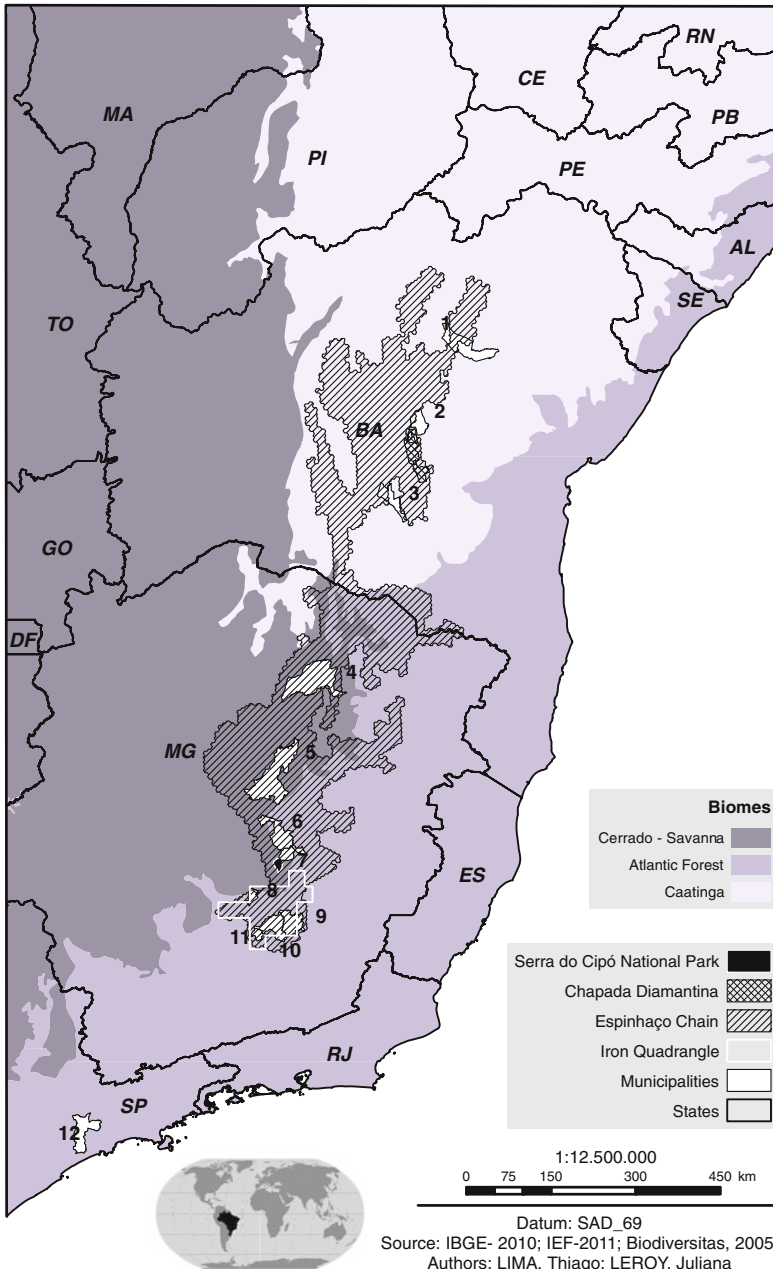 RN
CE
MA
PB
PI
PE
AL
TO
SE
1
2
BA
3
GO
DF
4
MG
5
6
7
8
9
11
10
ES
RJ
SP
12
Biomes
Cerrado - Savanna
Atlantic Forest
Caatinga
Serra do Cipó National Park
Chapada Diamantina
Espinhaço Chain
Iron Quadrangle
Municipalities
States
1:12.500.000
0 75 150 300 450 km
Datum: SAD_69
Source: IBGE- 2010; IEF-2011; Biodiversitas, 2005
Authors: LIMA, Thiago; LEROY, Juliana